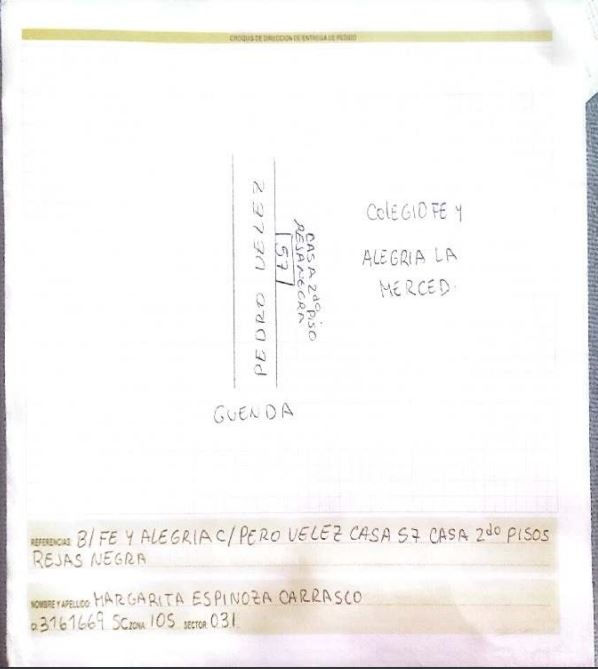 CROQUIS DE DIRECCION DE ENTREGA DE PEDIDO
PEDRO VELEZ
57
CASA 2do PISO
REJA NEGRA
COLEGIO FE Y
ALEGRIA LA
MERCED.
GUENDA
REFERENCIAS: B/ FE Y ALEGRIA C/PERO VELEZ CASA 57 CASA 2do PISOS
REJAS NEGRA
NOMBRE Y APELLIDO: MARGARITA ESPINOZA CARRASCO
3161669 SC ZONA: 105 SECTOR: 031